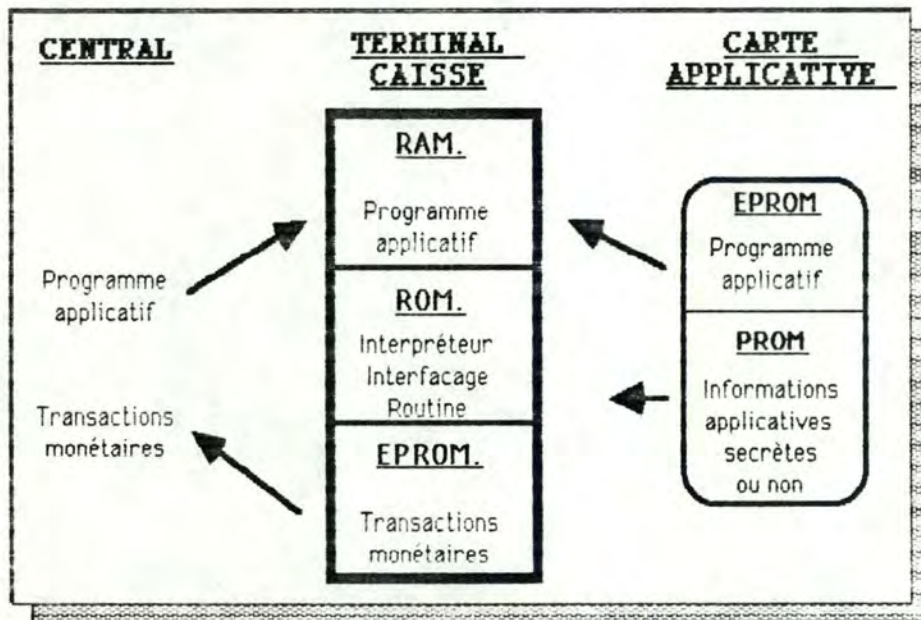 CENTRAL
Programme
applicatif
Transactions
monétaires
TERMINAL
CAISSE
RAM.
Programme
applicatif
ROM.
Interpréteur
Interfacage
Routine
EPROM.
Transactions
monétaires
CARTE
APPLICATIVE
EPROM
Programme
applicatif
PROM
Informations
applicatives
secrètes
ou non